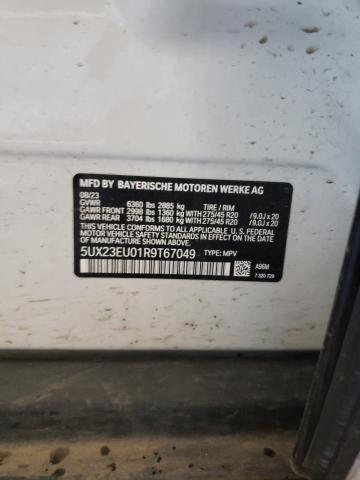 MFD BY BAYERISCHE MOTOREN WERKE AG
08/23
GVWR 6360 lbs 2885 kg TIRE / RIM
GAWR FRONT 2998 lbs 1360 kg WITH 275/45 R20 / 9.0J x 20
GAWR REAR 3704 lbs 1680 kg WITH 275/45 R20 / 9.0J x 20
THIS VEHICLE CONFORMS TO ALL APPLICABLE FEDERAL
MOTOR VEHICLE SAFETY STANDARDS IN EFFECT ON THE
DATE OF MANUFACTURE SHOWN ABOVE.
5UX23EU01R9T67049 TYPE: MPV
A96M
7 320 729